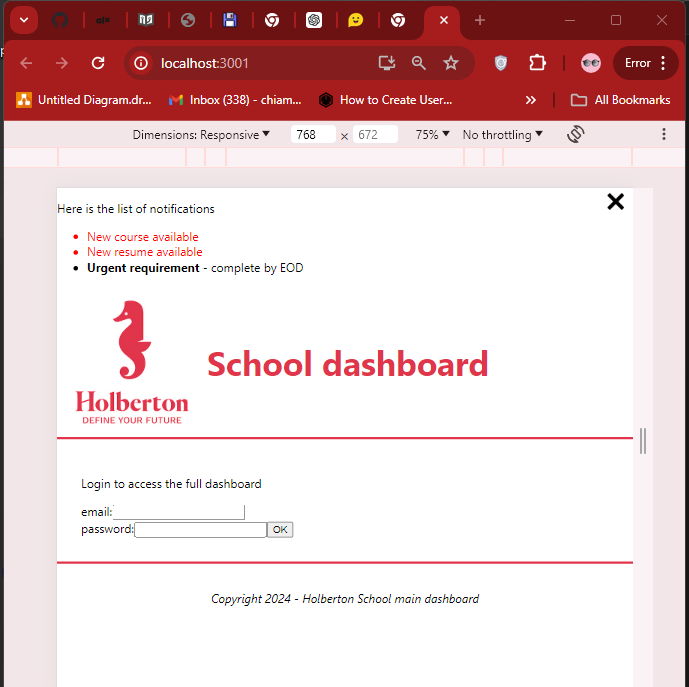 localhost:3001
Error
Untitled Diagram.dr...
Inbox (338) - chiam...
How to Create User...
All Bookmarks
Dimensions: Responsive
768 × 672
75%
No throttling
Here is the list of notifications
New course available
New resume available
Urgent requirement - complete by EOD
School dashboard
Holberton
DEFINE YOUR FUTURE
Login to access the full dashboard
email:
password: OK
Copyright 2024 - Holberton School main dashboard